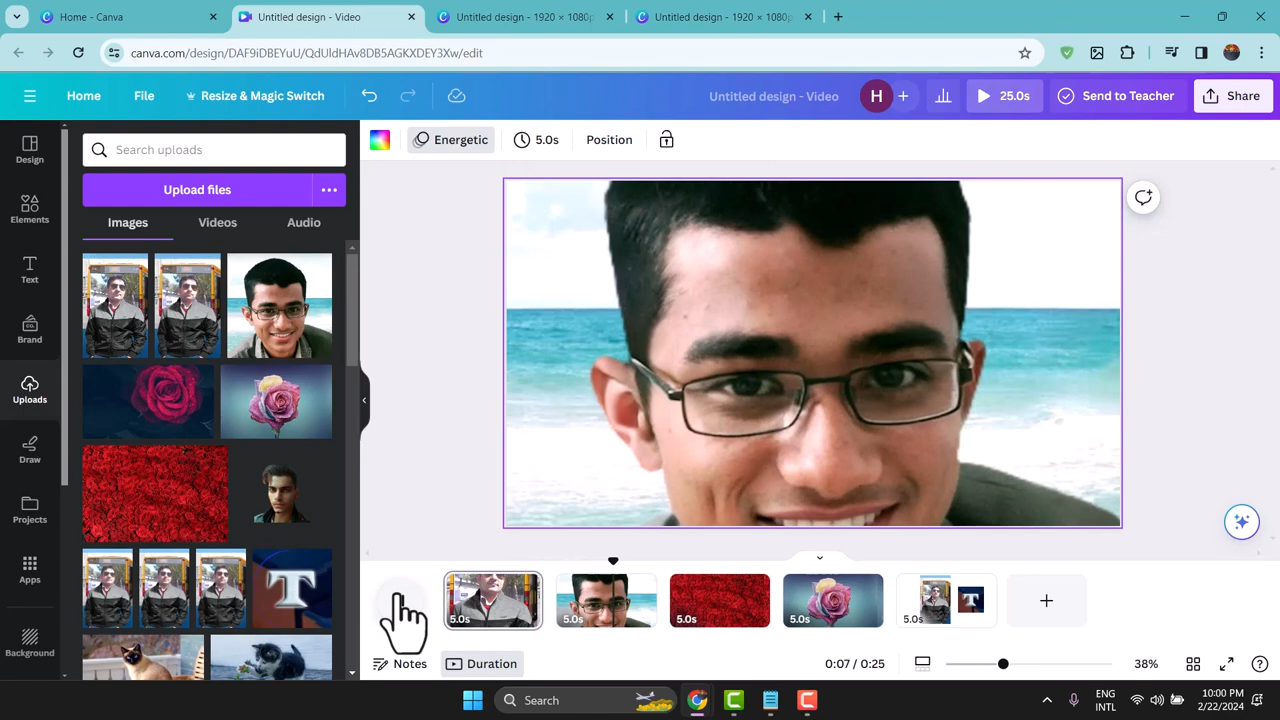 Home - Canva
Untitled design - Video
Untitled design - 1920 × 1080p
Untitled design - 1920 × 1080p
canva.com/design/DAF9iDBEYuU/QdUldHAv8DB5AGKXDEY3Xw/edit
Home
File
Resize & Magic Switch
Untitled design - Video
H
25.0s
Send to Teacher
Share
Design
Elements
Text
Brand
Uploads
Draw
Projects
Apps
Background
Search uploads
Upload files
Images
Videos
Audio
T
Energetic
5.0s
Position
5.0s
5.0s
5.0s
5.0s
5.0s
T
Notes
Duration
0:07 / 0:25
38%
Search
ENG
INTL
10:00 PM
2/22/2024